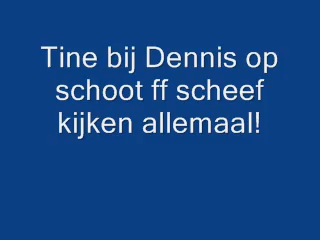 Tine bij Dennis op
schoot ff scheef
kijken allemaal!